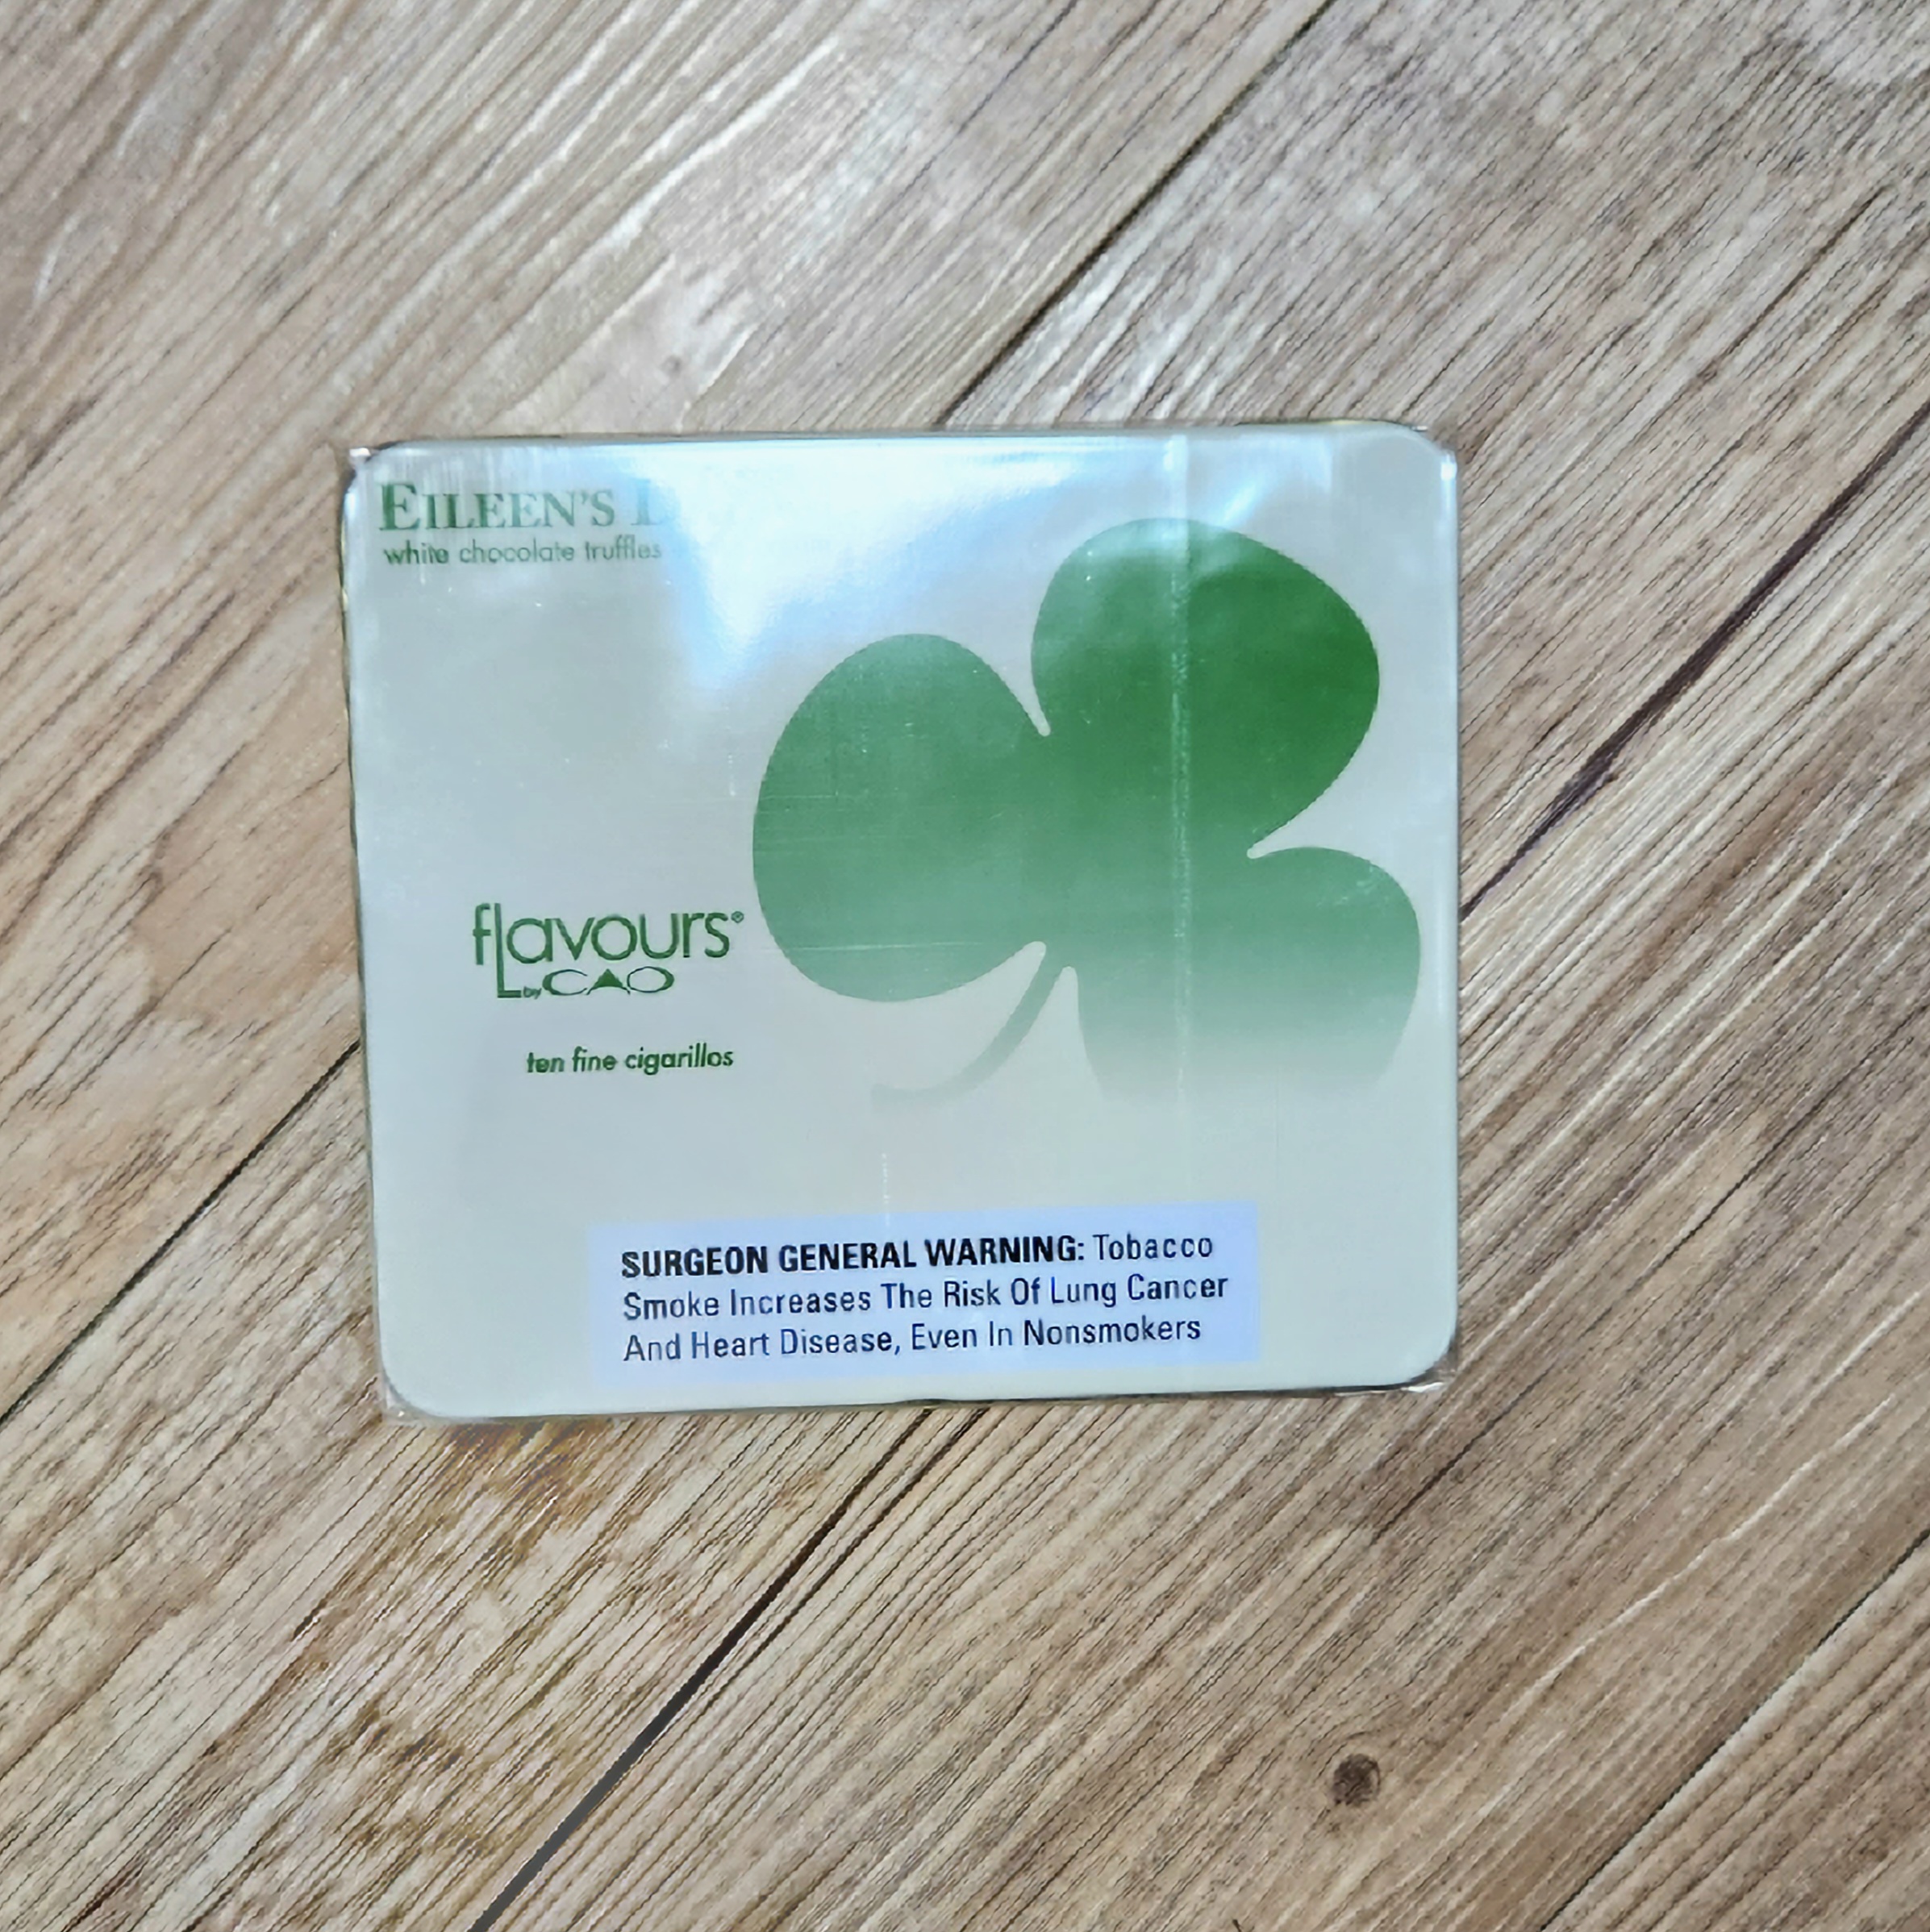 EILEEN'S
white chocolate truffles
flavours®
by CAO
ten fine cigarillos
SURGEON GENERAL WARNING: Tobacco
Smoke Increases The Risk Of Lung Cancer
And Heart Disease, Even In Nonsmokers